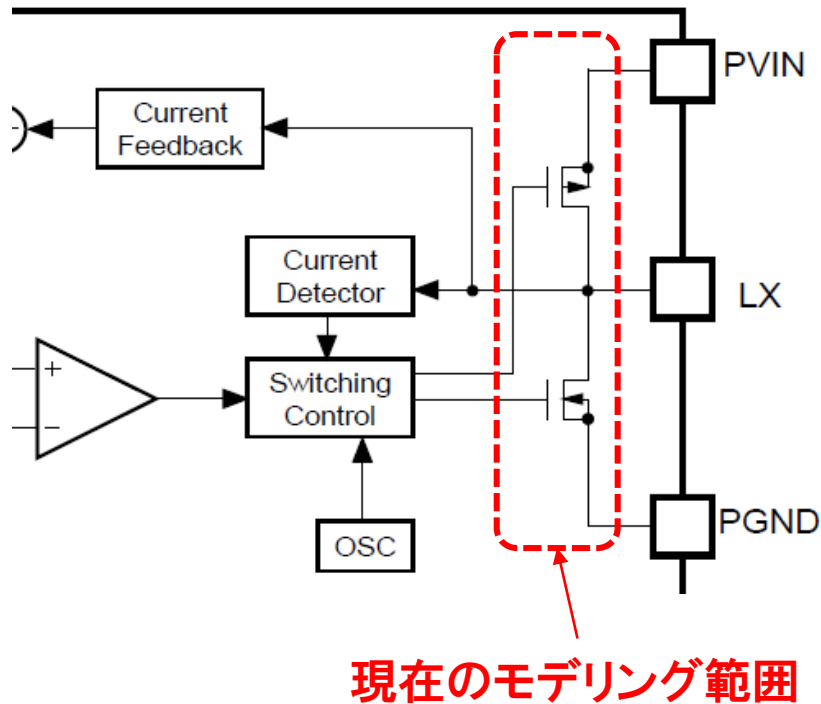 PVIN
Current
Feedback
Current
Detector
LX
+
−
Switching
Control
OSC
PGND
現在のモデリング範囲